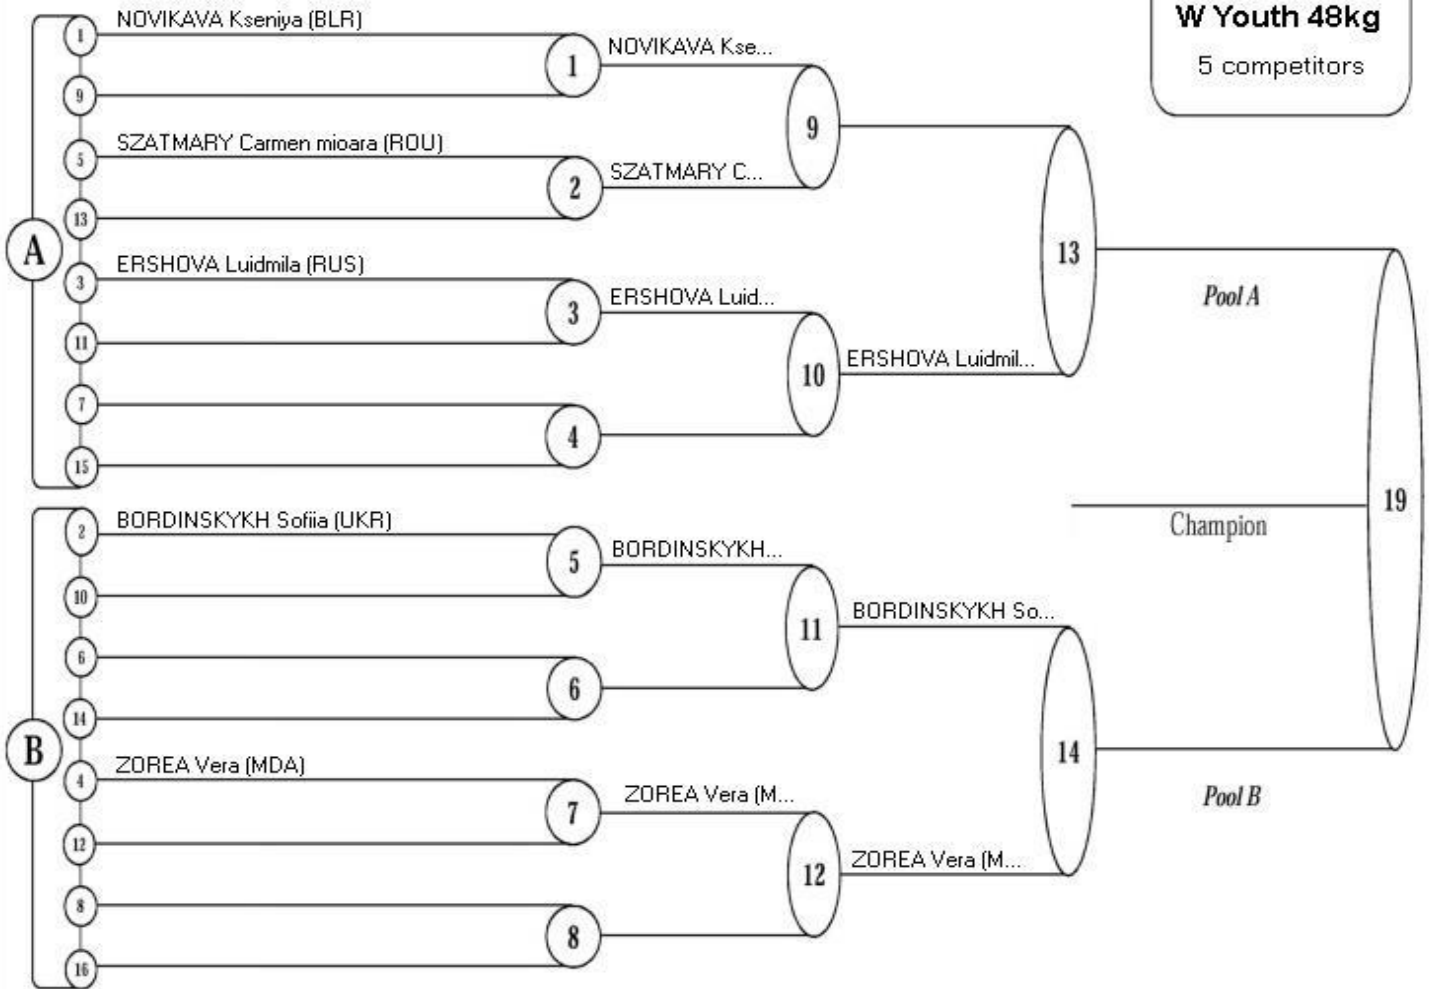 W Youth 48kg
5 competitors
A
1
NOVIKAVA Kseniya (BLR)
9
1
NOVIKAVA Kse...
5
SZATMARY Carmen mioara (ROU)
13
2
SZATMARY C...
9
3
ERSHOVA Luidmila (RUS)
11
3
ERSHOVA Luid...
7
15
4
10
ERSHOVA Luidmil...
13
Pool A
B
2
BORDINSKYKH Sofiia (UKR)
10
5
BORDINSKYKH...
6
14
6
11
BORDINSKYKH So...
4
ZOREA Vera (MDA)
12
7
ZOREA Vera (M...
8
16
8
12
ZOREA Vera (M...
14
Pool B
19
Champion